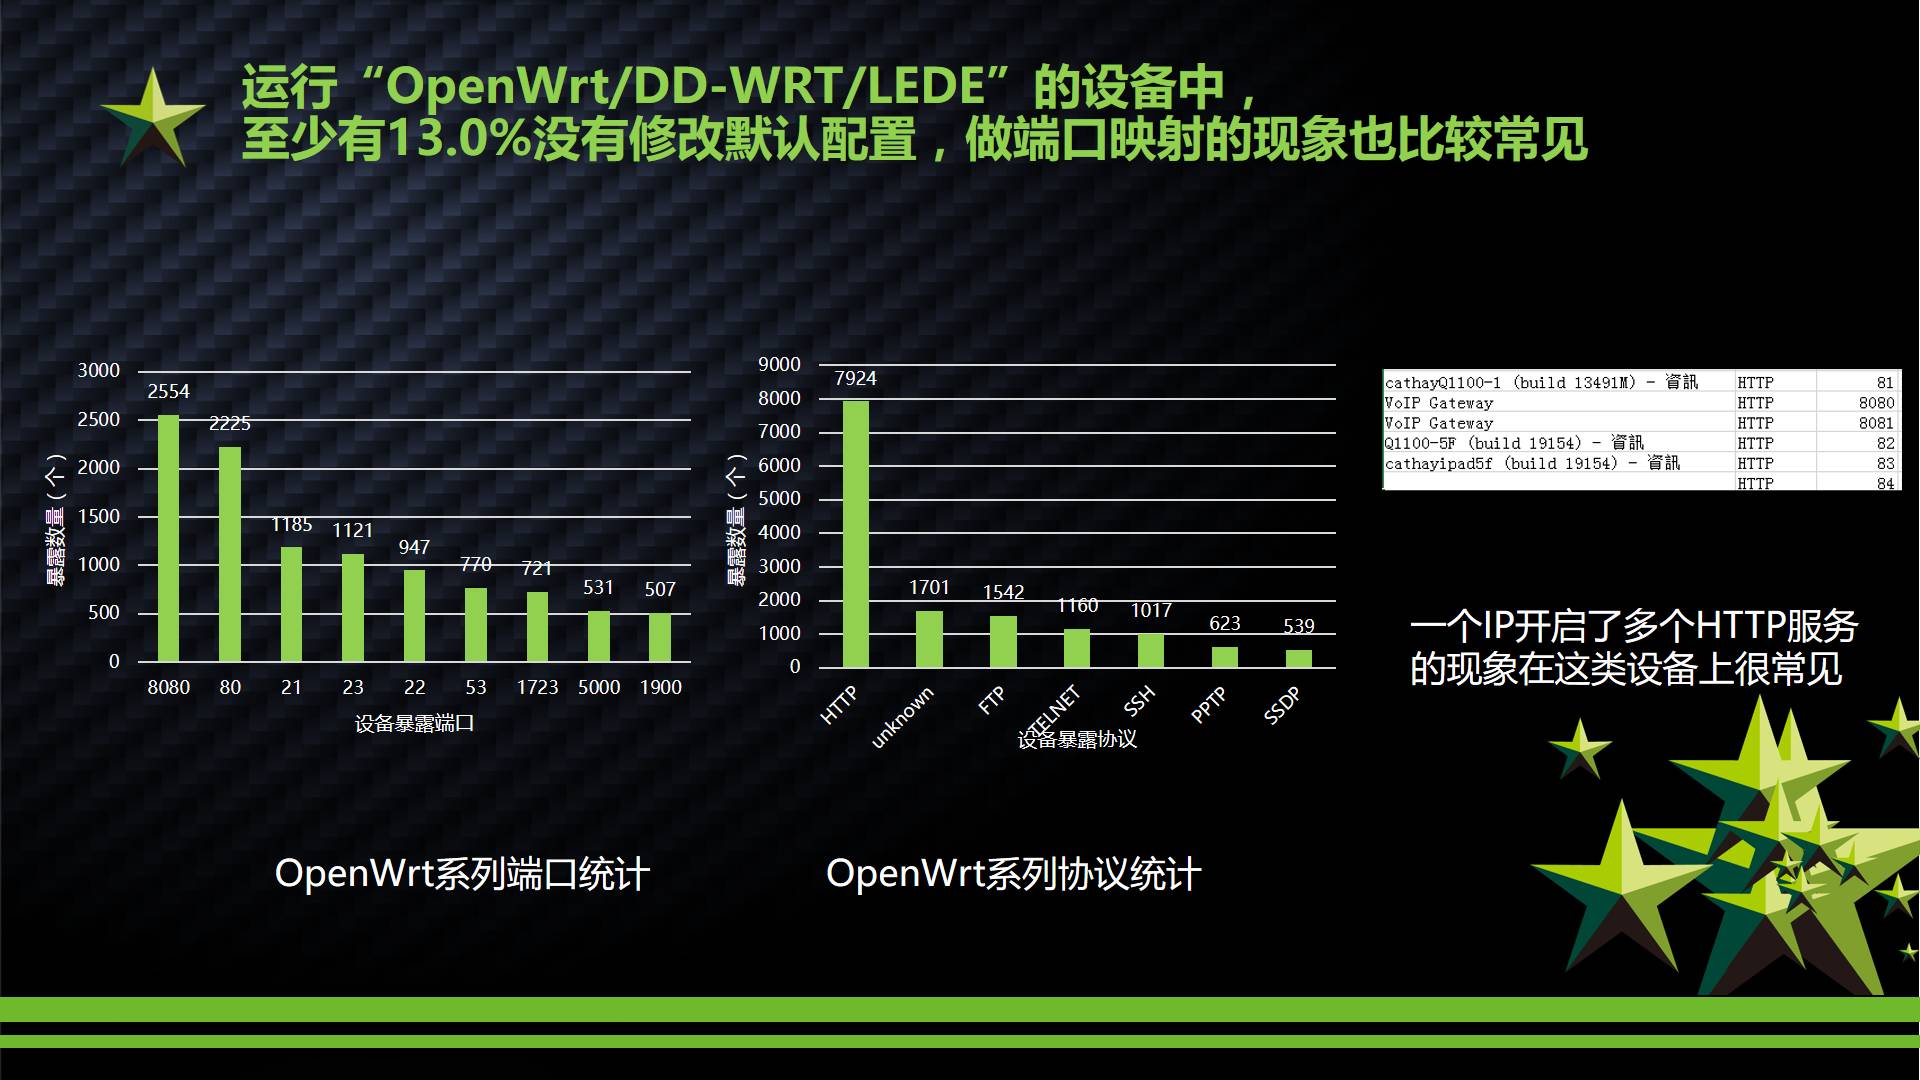 运行“OpenWrt/DD-WRT/LEDE”的设备中，
至少有13.0%没有修改默认配置，做端口映射的现象也比较常见
暴露数量（个）
3000
2500
2000
1500
1000
500
0
2554
2225
1185
1121
947
770
721
531
507
8080 80 21 23 22 53 1723 5000 1900
设备暴露端口
OpenWrt系列端口统计
暴露数量（个）
9000
8000
7000
6000
5000
4000
3000
2000
1000
0
7924
1701
1542
1160
1017
623
539
HTTP unknown FTP TELNET SSH PPTP SSDP
设备暴露协议
OpenWrt系列协议统计
cathayQ1100-1 (build 13491M) - 資訊 HTTP 81
VoIP Gateway HTTP 8080
VoIP Gateway HTTP 8081
Q1100-5F (build 19154) - 資訊 HTTP 82
cathayipad5f (build 19154) - 資訊 HTTP 83
HTTP 84
一个IP开启了多个HTTP服务
的现象在这类设备上很常见